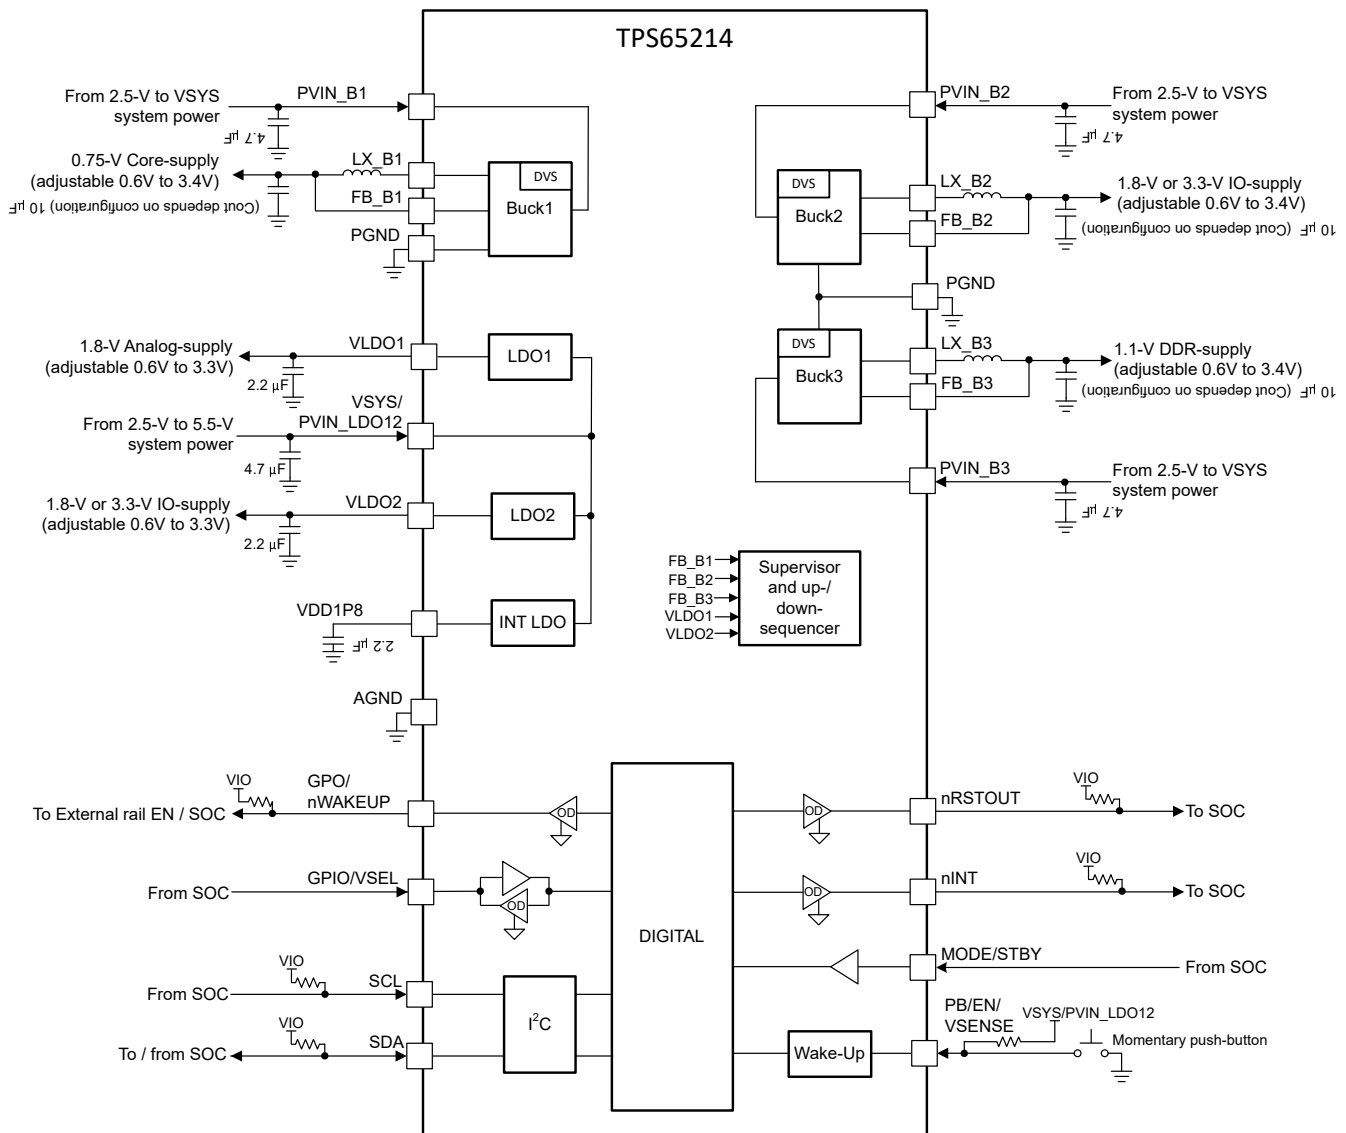 TPS65214
From 2.5-V to VSYS
system power
PVIN_B1
4.7 µF
0.75-V Core-supply
(adjustable 0.6V to 3.4V)
LX_B1
10 µF (Cout depends on configuration)
FB_B1
PGND
DVS
Buck1
PVIN_B2
From 2.5-V to VSYS
system power
4.7 µF
DVS
Buck2
LX_B2
1.8-V or 3.3-V IO-supply
(adjustable 0.6V to 3.4V)
FB_B2
10 µF (Cout depends on configuration)
PGND
DVS
Buck3
LX_B3
1.1-V DDR-supply
(adjustable 0.6V to 3.4V)
FB_B3
10 µF (Cout depends on configuration)
PVIN_B3
From 2.5-V to VSYS
system power
4.7 µF
1.8-V Analog-supply
(adjustable 0.6V to 3.3V)
VLDO1
2.2 µF
LDO1
From 2.5-V to 5.5-V
system power
VSYS/
PVIN_LDO12
4.7 µF
1.8-V or 3.3-V IO-supply
(adjustable 0.6V to 3.3V)
VLDO2
2.2 µF
LDO2
VDD1P8
2.2 µF
INT LDO
FB_B1
FB_B2
FB_B3
VLDO1
VLDO2
Supervisor
and up-/
down-
sequencer
AGND
VIO
GPO/
nWAKEUP
To External rail EN / SOC
OD
From SOC
GPIO/VSEL
OD
VIO
From SOC
SCL
VIO
To / from SOC
SDA
I²C
DIGITAL
OD
nRSTOUT
VIO
To SOC
OD
nINT
VIO
To SOC
MODE/STBY
From SOC
Wake-Up
PB/EN/
VSENSE
VSYS/PVIN_LDO12
Momentary push-button